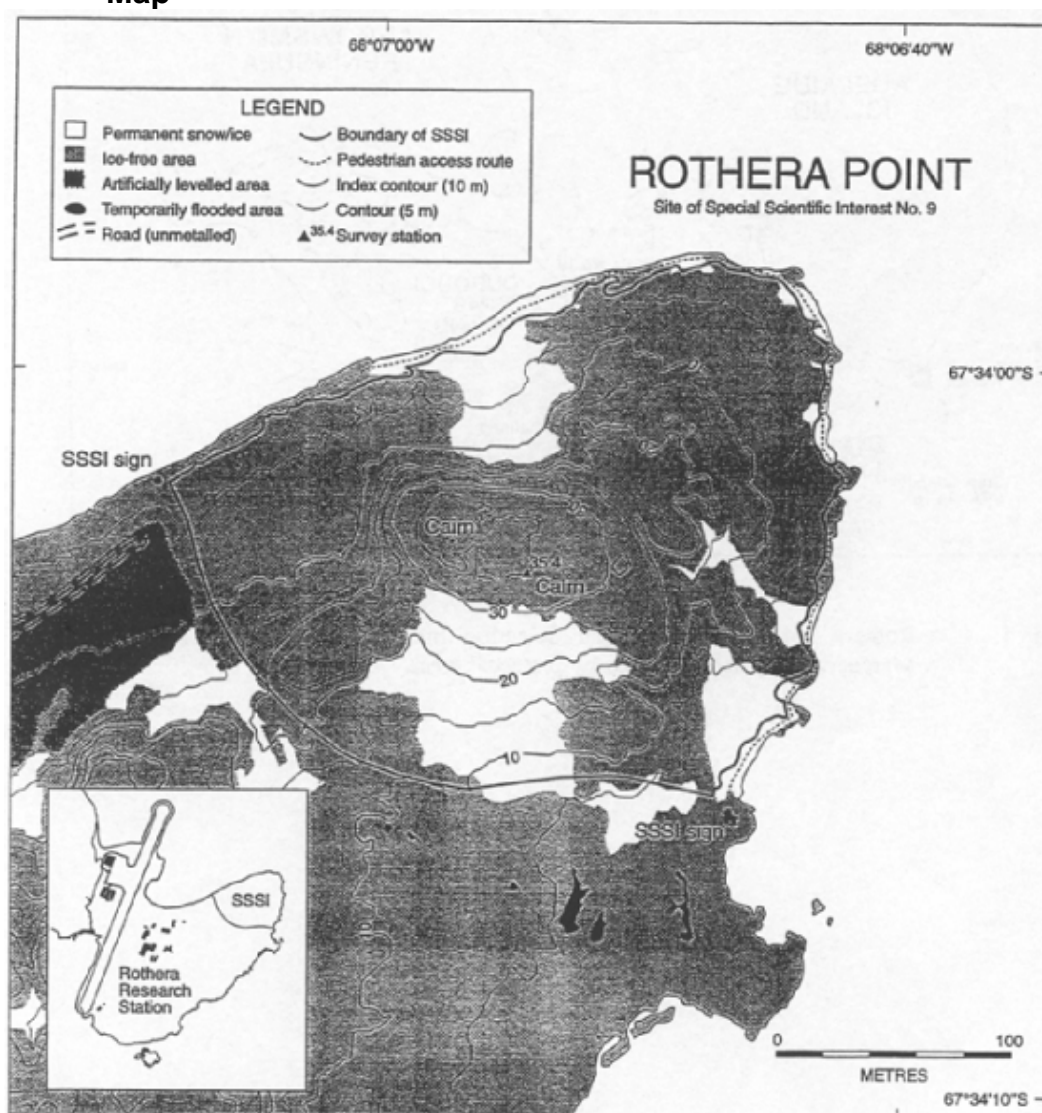 Map
68°07'00"W
68°06'40"W
LEGEND
Permanent snow/ice
Ice-free area
Artificially levelled area
Temporarily flooded area
Road (unmetalled)
Boundary of SSSI
Pedestrian access route
Index contour (10 m)
Contour (5 m)
35.4 Survey station
ROTHERA POINT
Site of Special Scientific Interest No. 9
67°34'00"S
SSSI sign
Cairn
35.4
Cairn
30
20
10
SSSI sign
SSSI
Rothera
Research
Station
0
100
METRES
67°34'10"S